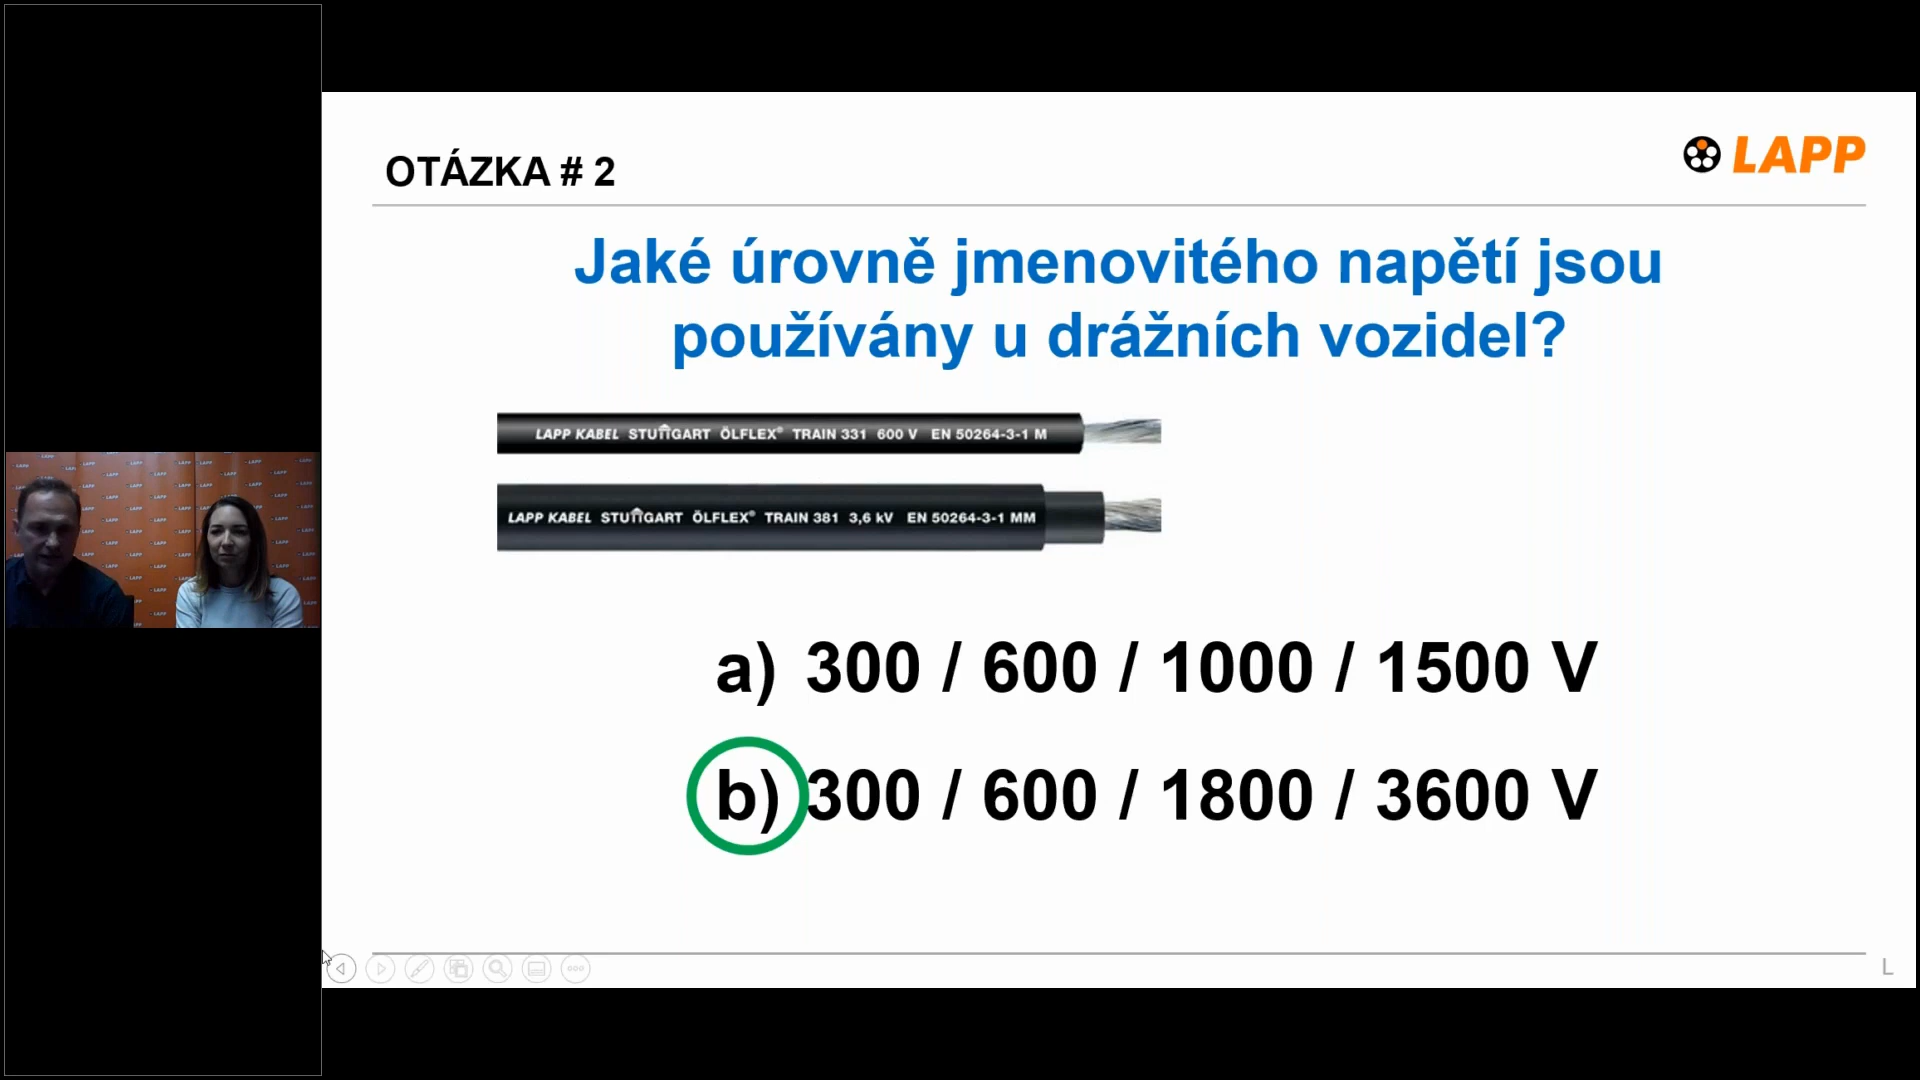 OTÁZKA # 2
LAPP
Jaké úrovně jmenovitého napětí jsou
používány u drážních vozidel?
LAPP KABEL STUTTGART ÖLFLEX® TRAIN 331 600 V EN 50264-3-1 M
LAPP KABEL STUTTGART ÖLFLEX® TRAIN 381 3,6 kV EN 50264-3-1 MM
a) 300 / 600 / 1000 / 1500 V
b) 300 / 600 / 1800 / 3600 V
L